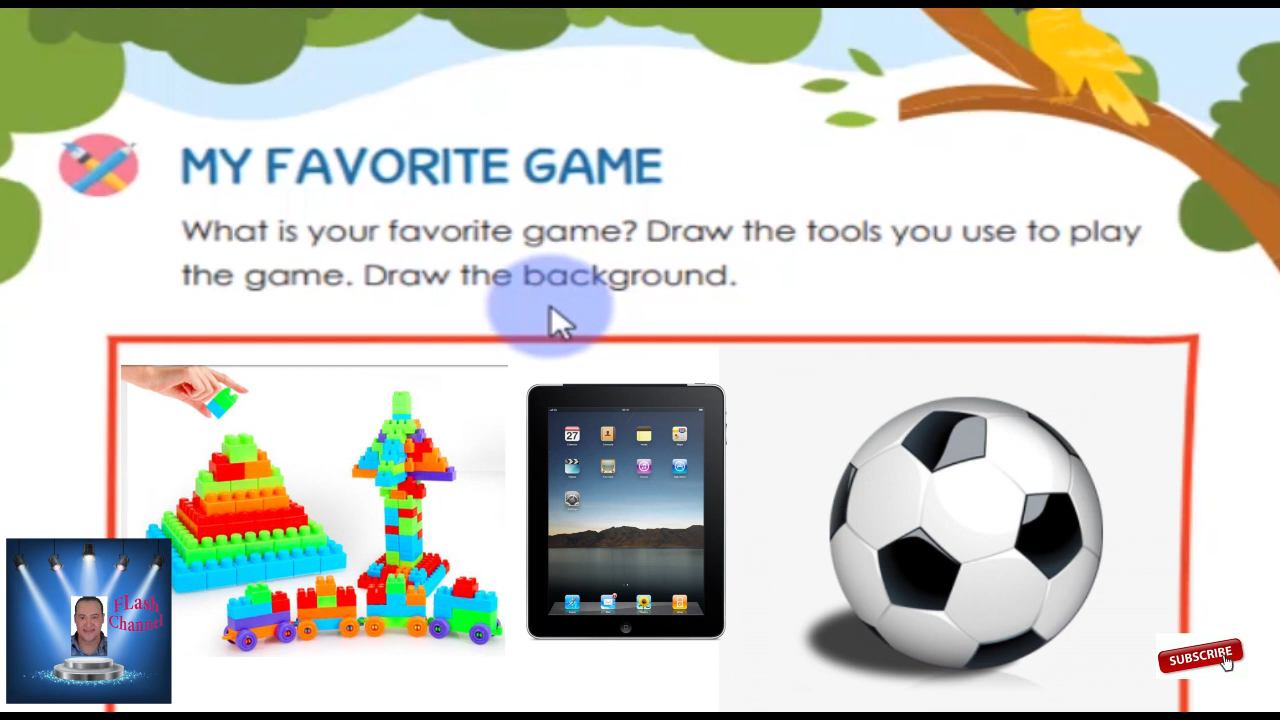 MY FAVORITE GAME
What is your favorite game? Draw the tools you use to play
the game. Draw the background.
27
FLash
Channel
SUBSCRIBE